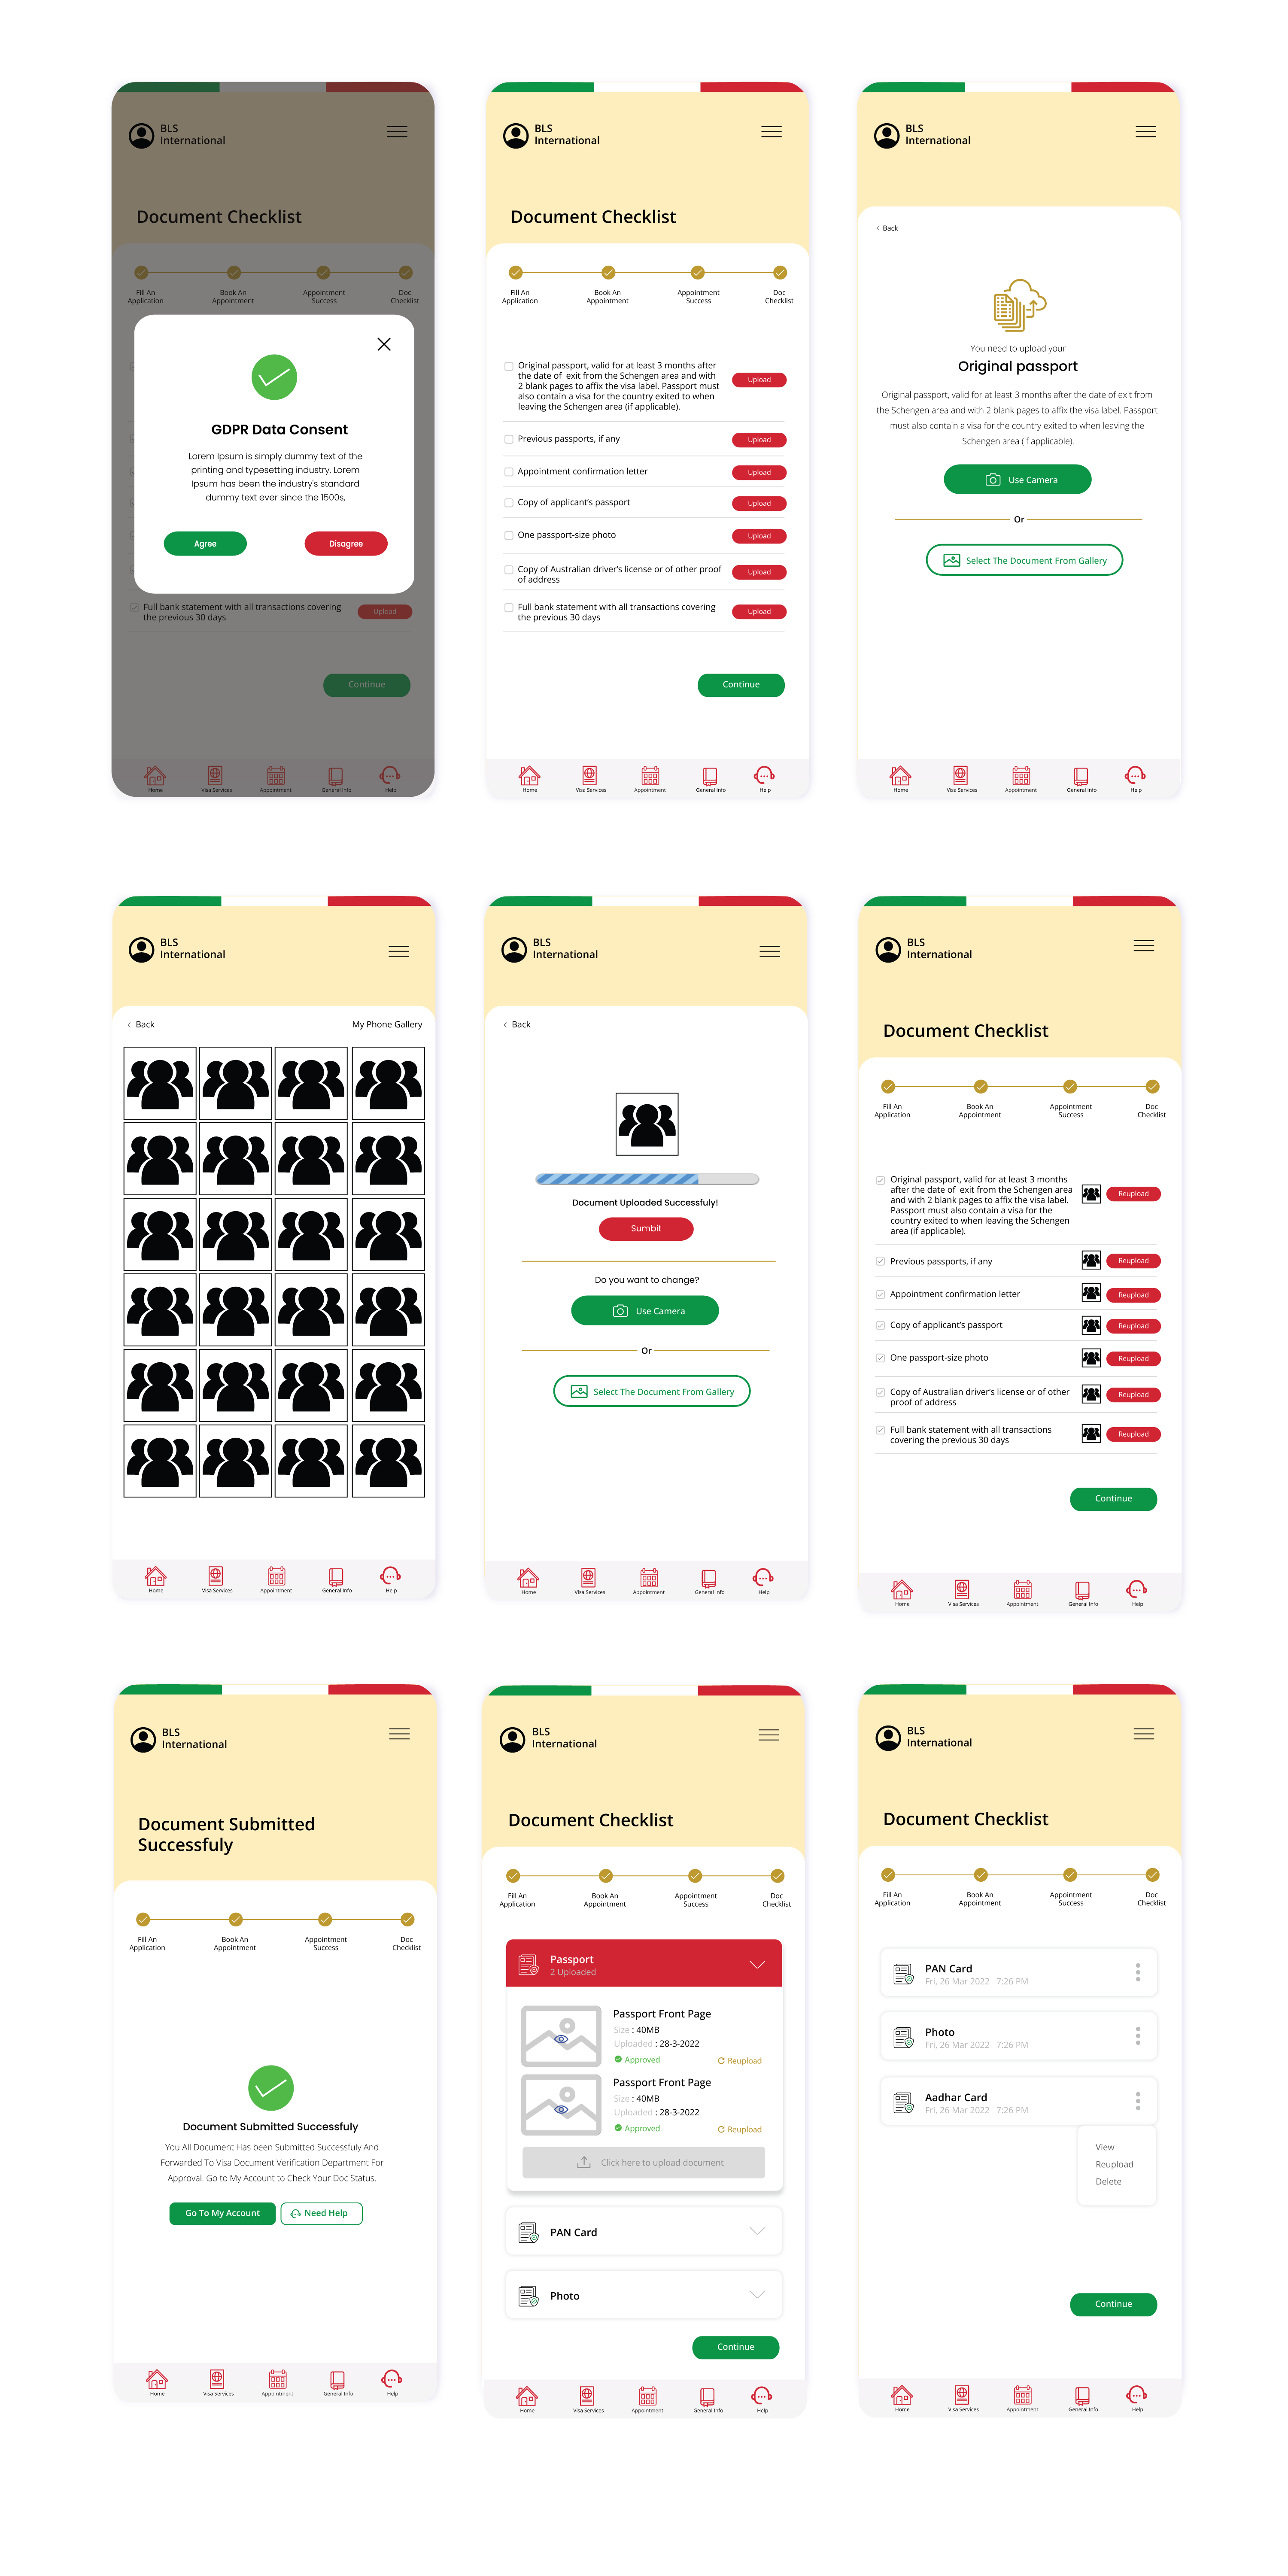 BLS
International
Document Checklist
Fill An
Application
Book An
Appointment
Appointment
Success
Doc
Checklist
GDPR Data Consent
Lorem Ipsum is simply dummy text of the
printing and typesetting industry. Lorem
Ipsum has been the industry's standard
dummy text ever since the 1500s,
Agree
Disagree
Full bank statement with all transactions covering
the previous 30 days
Upload
Continue
Home
Visa Services
Appointment
General Info
Help
BLS
International
Document Checklist
Fill An
Application
Book An
Appointment
Appointment
Success
Doc
Checklist
Original passport, valid for at least 3 months after
the date of exit from the Schengen area and with
2 blank pages to affix the visa label. Passport must
also contain a visa for the country exited to when
leaving the Schengen area (if applicable).
Upload
Previous passports, if any
Upload
Appointment confirmation letter
Upload
Copy of applicant's passport
Upload
One passport-size photo
Upload
Copy of Australian driver's license or of other proof
of address
Upload
Full bank statement with all transactions covering
the previous 30 days
Upload
Continue
Home
Visa Services
Appointment
General Info
Help
BLS
International
Back
You need to upload your
Original passport
Original passport, valid for at least 3 months after the date of exit from
the Schengen area and with 2 blank pages to affix the visa label. Passport
must also contain a visa for the country exited to when leaving the
Schengen area (if applicable).
Use Camera
Or
Select The Document From Gallery
Home
Visa Services
Appointment
General Info
Help
BLS
International
Back
My Phone Gallery
Home
Visa Services
Appointment
General Info
Help
BLS
International
Back
Document Uploaded Successfuly!
Sumbit
Do you want to change?
Use Camera
Or
Select The Document From Gallery
Home
Visa Services
Appointment
General Info
Help
BLS
International
Document Checklist
Fill An
Application
Book An
Appointment
Appointment
Success
Doc
Checklist
Original passport, valid for at least 3 months
after the date of exit from the Schengen area
and with 2 blank pages to affix the visa label.
Passport must also contain a visa for the
country exited to when leaving the Schengen
area (if applicable).
Reupload
Previous passports, if any
Reupload
Appointment confirmation letter
Reupload
Copy of applicant's passport
Reupload
One passport-size photo
Reupload
Copy of Australian driver's license or of other
proof of address
Reupload
Full bank statement with all transactions
covering the previous 30 days
Reupload
Continue
Home
Visa Services
Appointment
General Info
Help
BLS
International
Document Submitted
Successfuly
Fill An
Application
Book An
Appointment
Appointment
Success
Doc
Checklist
Document Submitted Successfuly
You All Document Has been Submitted Successfuly And
Forwarded To Visa Document Verification Department For
Approval. Go to My Account to Check Your Doc Status.
Go To My Account
Need Help
Home
Visa Services
Appointment
General Info
Help
BLS
International
Document Checklist
Fill An
Application
Book An
Appointment
Appointment
Success
Doc
Checklist
Passport
2 Uploaded
Passport Front Page
Size : 40MB
Uploaded : 28-3-2022
Approved
Reupload
Passport Front Page
Size : 40MB
Uploaded : 28-3-2022
Approved
Reupload
Click here to upload document
PAN Card
Photo
Continue
Home
Visa Services
Appointment
General Info
Help
BLS
International
Document Checklist
Fill An
Application
Book An
Appointment
Appointment
Success
Doc
Checklist
PAN Card
Fri, 26 Mar 2022 7:26 PM
Photo
Fri, 26 Mar 2022 7:26 PM
Aadhar Card
Fri, 26 Mar 2022 7:26 PM
View
Reupload
Delete
Continue
Home
Visa Services
Appointment
General Info
Help